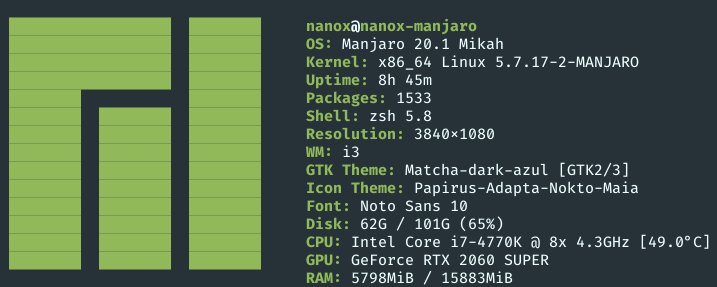 nanox@nanox-manjaro
OS: Manjaro 20.1 Mikah
Kernel: x86_64 Linux 5.7.17-2-MANJARO
Uptime: 8h 45m
Packages: 1533
Shell: zsh 5.8
Resolution: 3840×1080
WM: i3
GTK Theme: Matcha-dark-azul [GTK2/3]
Icon Theme: Papirus-Adapta-Nokto-Maia
Font: Noto Sans 10
Disk: 62G / 101G (65%)
CPU: Intel Core i7-4770K @ 8x 4.3GHz [49.0°C]
GPU: GeForce RTX 2060 SUPER
RAM: 5798MiB / 15883MiB